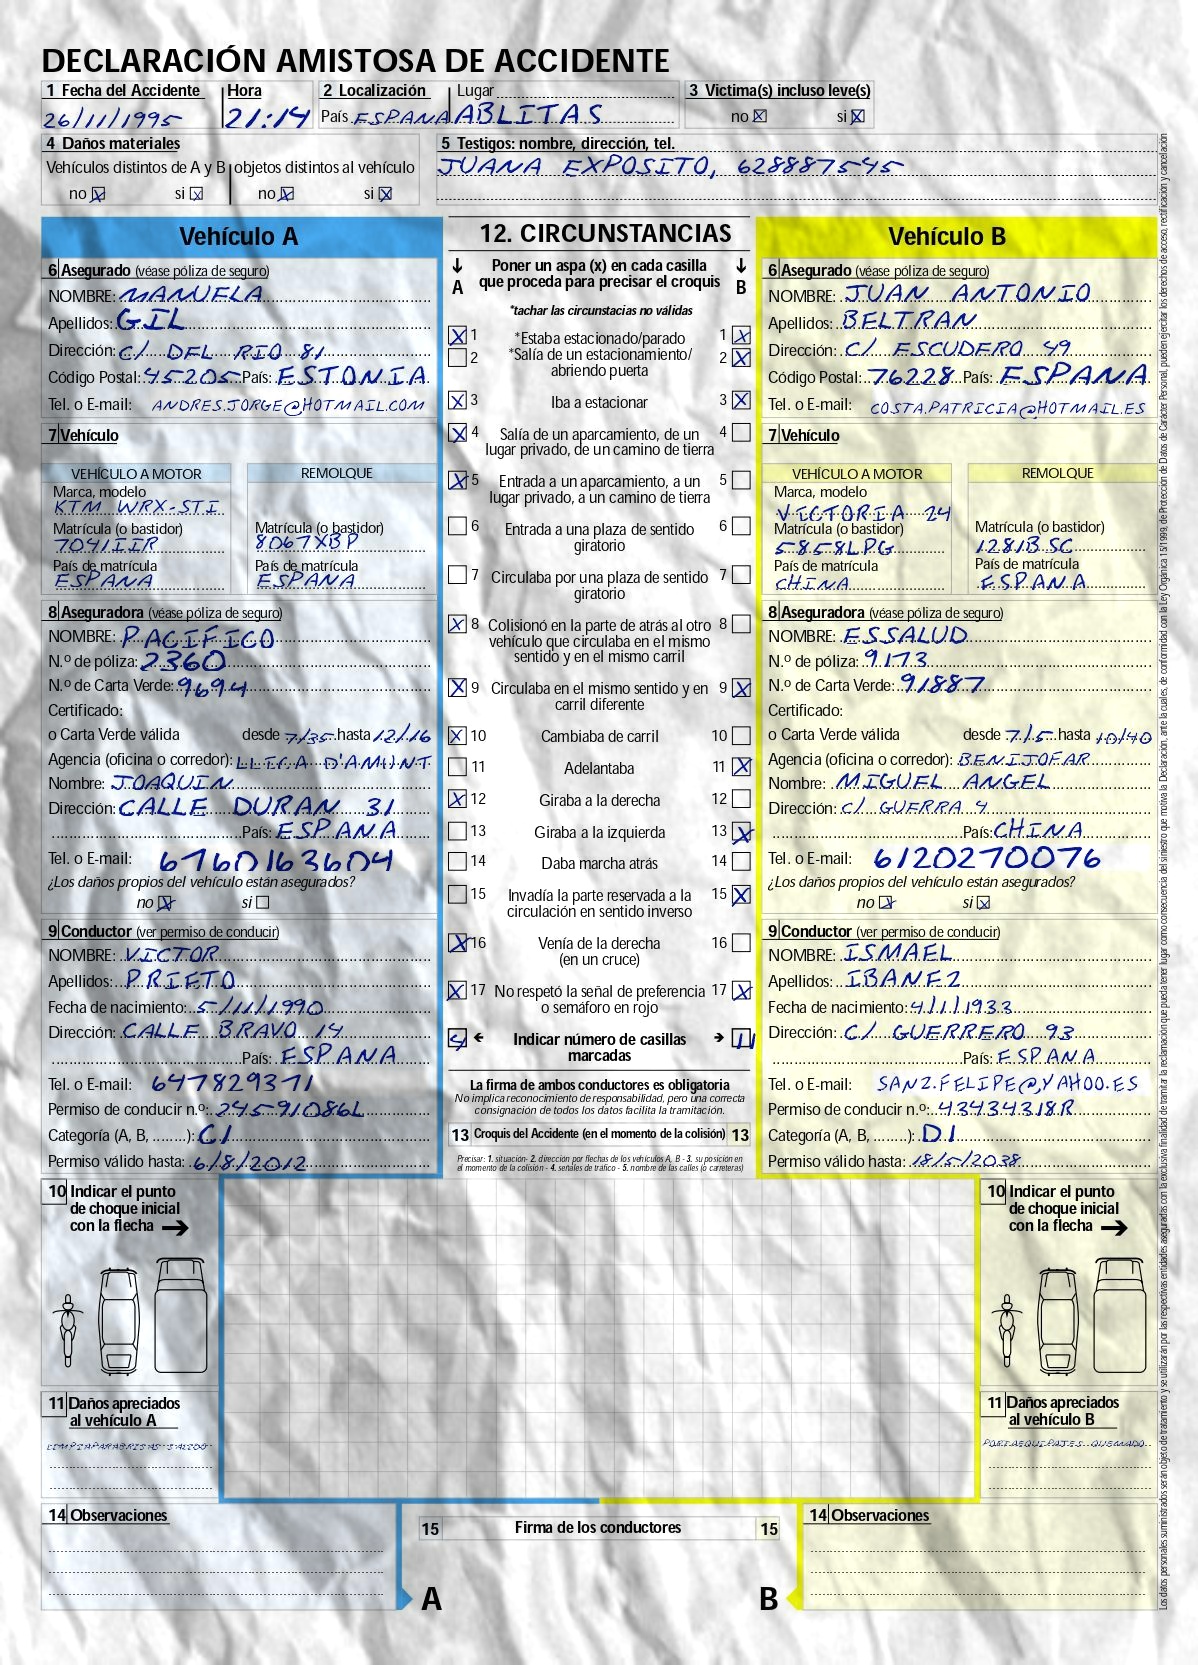 DECLARACIÓN AMISTOSA DE ACCIDENTE
1 Fecha del Accidente Hora 2 Localización Lugar 3 Victima(s) incluso leve(s)
26/11/1995 21:14 País ESPANA ABLITAS no si
4 Daños materiales
Vehículos distintos de A y B objetos distintos al vehículo
no si no si
5 Testigos: nombre, dirección, tel.
JUANA EXPOSITO, 628887545
Vehículo A
6 Asegurado (véase póliza de seguro)
NOMBRE: MANUELA
Apellidos: GIL
Dirección: C/ DEL RIO 81
Código Postal: 45205 País: ESTONIA
Tel. o E-mail: ANDRES.JORGE@HOTMAIL.COM
7 Vehículo
VEHÍCULO A MOTOR REMOLQUE
Marca, modelo
KTM WRX-STI
Matrícula (o bastidor) Matrícula (o bastidor)
7041IIR 8067XBP
País de matrícula País de matrícula
ESPANA ESPANA
8 Aseguradora (véase póliza de seguro)
NOMBRE: PACIFICO
N.º de póliza: 2360
N.º de Carta Verde: 9694
Certificado:
o Carta Verde válida desde 7/35 hasta 12/16
Agencia (oficina o corredor): LLICA D'AMUNT
Nombre: JOAQUIN
Dirección: CALLE DURAN 31
País: ESPANA
Tel. o E-mail: 6760163604
¿Los daños propios del vehículo están asegurados?
no si
9 Conductor (ver permiso de conducir)
NOMBRE: VICTOR
Apellidos: PRIETO
Fecha de nacimiento: 5/11/1990
Dirección: CALLE BRAVO 14
País: ESPANA
Tel. o E-mail: 647829371
Permiso de conducir n.º: 24591086L
Categoría (A, B, ........): C1
Permiso válido hasta: 6/8/2012
10 Indicar el punto
de choque inicial
con la flecha
11 Daños apreciados
al vehículo A
LIMPIAPARABRISAS SALIDO
14 Observaciones
12. CIRCUNSTANCIAS
A Poner un aspa (x) en cada casilla B
que proceda para precisar el croquis
*tachar las circunstacias no válidas
1 *Estaba estacionado/parado 1
2 *Salía de un estacionamiento/ 2
abriendo puerta
3 Iba a estacionar 3
4 Salía de un aparcamiento, de un 4
lugar privado, de un camino de tierra
5 Entrada a un aparcamiento, a un 5
lugar privado, a un camino de tierra
6 Entrada a una plaza de sentido 6
giratorio
7 Circulaba por una plaza de sentido 7
giratorio
8 Colisionó en la parte de atrás al otro 8
vehículo que circulaba en el mismo
sentido y en el mismo carril
9 Circulaba en el mismo sentido y en 9
carril diferente
10 Cambiaba de carril 10
11 Adelantaba 11
12 Giraba a la derecha 12
13 Giraba a la izquierda 13
14 Daba marcha atrás 14
15 Invadía la parte reservada a la 15
circulación en sentido inverso
16 Venía de la derecha 16
(en un cruce)
17 No respetó la señal de preferencia 17
o semáforo en rojo
9 Indicar número de casillas 11
marcadas
La firma de ambos conductores es obligatoria
No implica reconocimiento de responsabilidad, pero una correcta
consignación de todos los datos facilita la tramitación.
13 Croquis del Accidente (en el momento de la colisión) 13
Precisar: 1. situación- 2. dirección por flechas de los vehículos A, B - 3. su posición en
el momento de la colisión - 4. señales de tráfico - 5. nombre de las calles (o carreteras)
15 Firma de los conductores 15
A B
Vehículo B
6 Asegurado (véase póliza de seguro)
NOMBRE: JUAN ANTONIO
Apellidos: BELTRAN
Dirección: C/ ESCUDERO 49
Código Postal: 76228 País: ESPANA
Tel. o E-mail: COSTA.PATRICIA@HOTMAIL.ES
7 Vehículo
VEHÍCULO A MOTOR REMOLQUE
Marca, modelo
VICTORIA 24
Matrícula (o bastidor) Matrícula (o bastidor)
5858LPG 1281BSC
País de matrícula País de matrícula
CHINA ESPANA
8 Aseguradora (véase póliza de seguro)
NOMBRE: ESSALUD
N.º de póliza: 9173
N.º de Carta Verde: 91887
Certificado:
o Carta Verde válida desde 7/5 hasta 10/40
Agencia (oficina o corredor): BENIJOFAR
Nombre: MIGUEL ANGEL
Dirección: C/ GUERRA 4
País: CHINA
Tel. o E-mail: 6120270076
¿Los daños propios del vehículo están asegurados?
no si
9 Conductor (ver permiso de conducir)
NOMBRE: ISMAEL
Apellidos: IBANEZ
Fecha de nacimiento: 4/1/1933
Dirección: C/ GUERRERO 93
País: ESPANA
Tel. o E-mail: SANZ.FELIPE@YAHOO.ES
Permiso de conducir n.º: 43434318R
Categoría (A, B, ........): D1
Permiso válido hasta: 18/5/2038
10 Indicar el punto
de choque inicial
con la flecha
11 Daños apreciados
al vehículo B
PORTAEQUIPAJES QUEMADO
14 Observaciones
Los datos personales suministrados serán objeto de tratamiento y se utilizarán por las respectivas entidades aseguradas con la exclusiva finalidad de tramitar la reclamación que pueda tener lugar como consecuencia del siniestro que motiva la Declaración, ante la cuales, de conformidad con la Ley Orgánica 15/1999, de Protección de Datos de Carácter Personal, pueden ejercitar los derechos de acceso, rectificación y cancelación